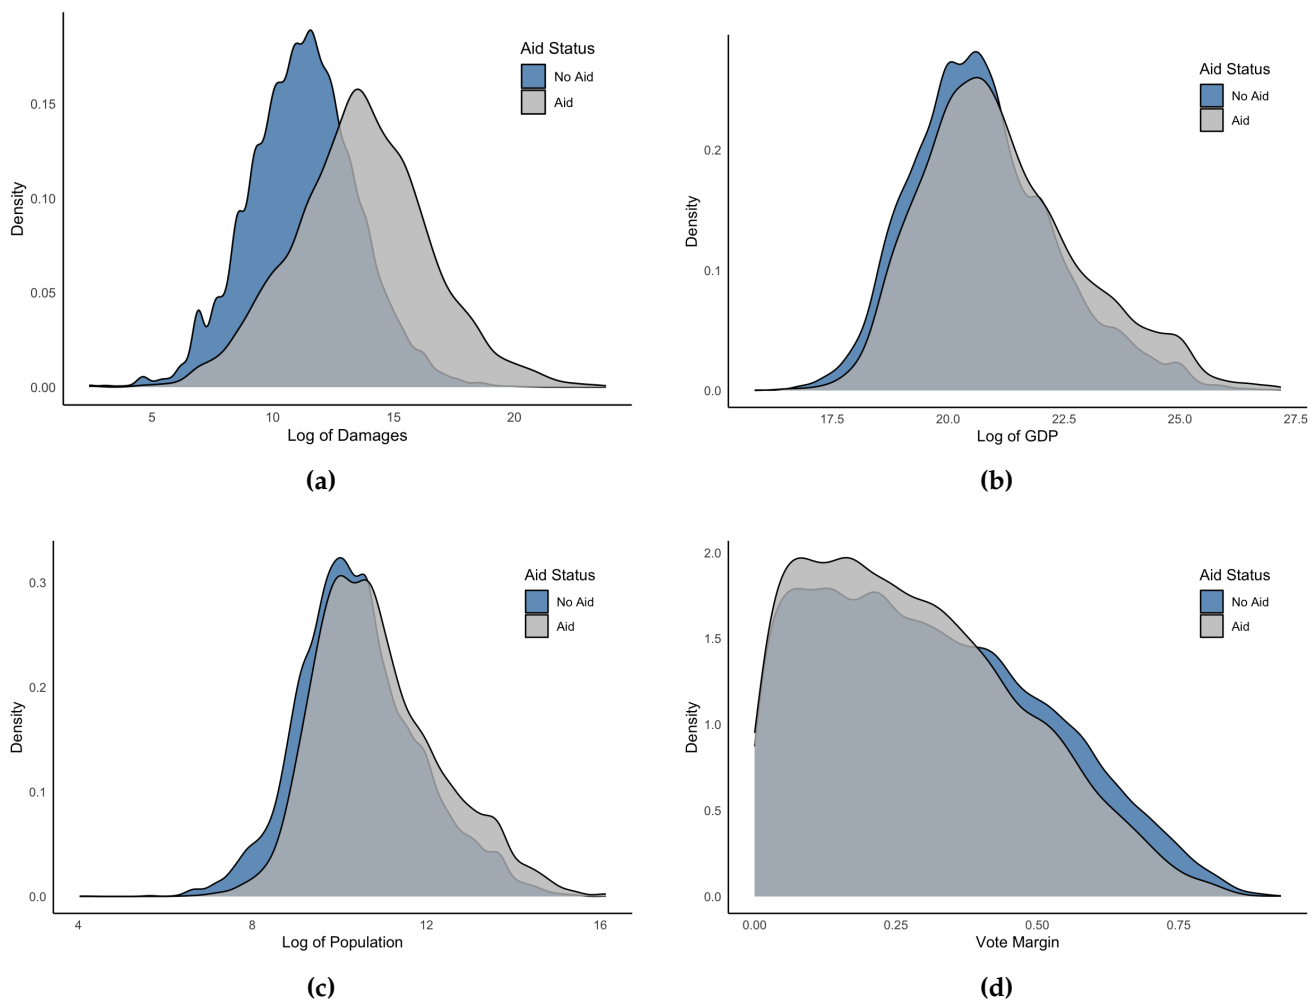 Aid Status
No Aid
Aid
0.15
0.10
0.05
0.00
Density
5 10 15 20
Log of Damages
(a)
Aid Status
No Aid
Aid
0.2
0.1
0.0
Density
17.5 20.0 22.5 25.0 27.5
Log of GDP
(b)
Aid Status
No Aid
Aid
0.3
0.2
0.1
0.0
Density
4 8 12 16
Log of Population
(c)
Aid Status
No Aid
Aid
2.0
1.5
1.0
0.5
0.0
Density
0.00 0.25 0.50 0.75
Vote Margin
(d)